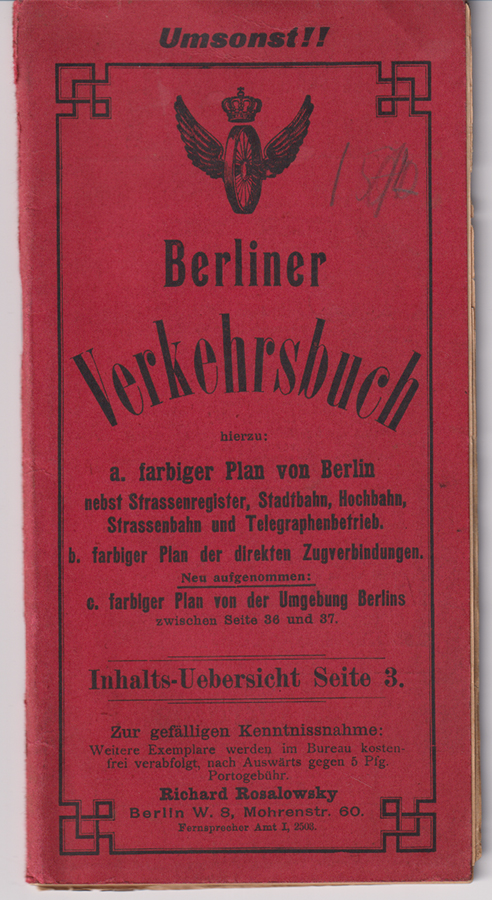 Umsonst!!
Berliner
Verkehrsbuch
hierzu:
a. farbiger Plan von Berlin
nebst Strassenregister, Stadtbahn, Hochbahn,
Strassenbahn und Telegraphenbetrieb.
b. farbiger Plan der direkten Zugverbindungen.
Neu aufgenommen:
c. farbiger Plan von der Umgebung Berlins
zwischen Seite 36 und 37.
Inhalts-Uebersicht Seite 3.
Zur gefälligen Kenntnissnahme:
Weitere Exemplare werden im Bureau kosten-
frei verabfolgt, nach Auswärts gegen 5 Pfg.
Portogebühr.
Richard Rosalowsky
Berlin W. 8, Mohrenstr. 60.
Fernsprecher Amt I, 2503.